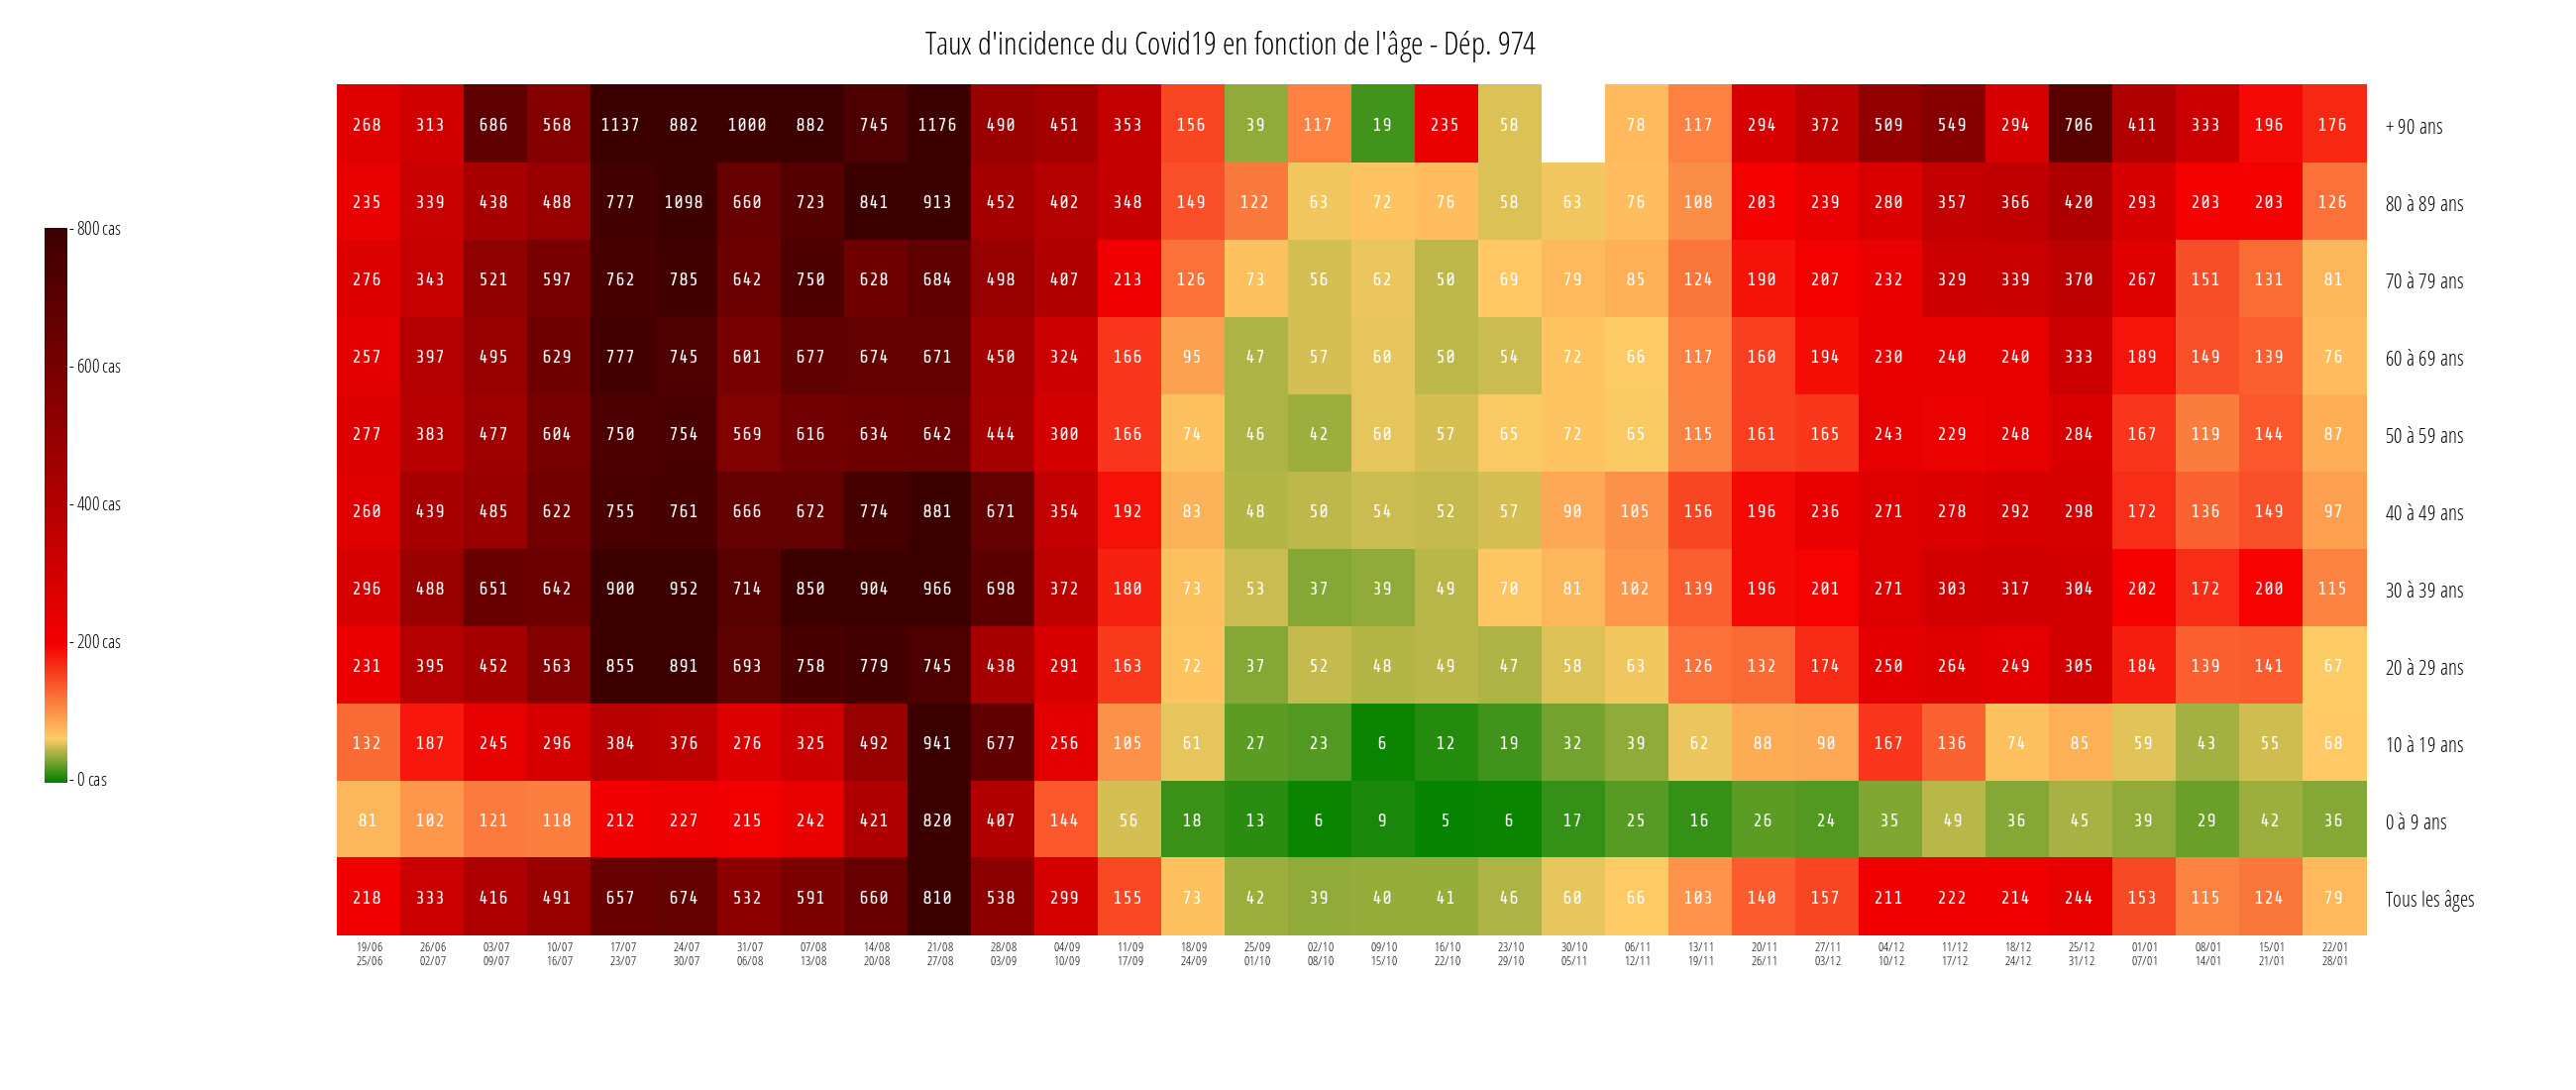 Taux d'incidence du Covid19 en fonction de l'âge - Dép. 974
268 313 686 568 1137 882 1000 882 745 1176 490 451 353 156 39 117 19 235 58 78 117 294 372 509 549 294 706 411 333 196 176 + 90 ans
235 339 438 488 777 1098 660 723 841 913 452 402 348 149 122 63 72 76 58 63 76 108 203 239 280 357 366 420 293 203 203 126 80 à 89 ans
- 800 cas
276 343 521 597 762 785 642 750 628 684 498 407 213 126 73 56 62 50 69 79 85 124 190 207 232 329 339 370 267 151 131 81 70 à 79 ans
257 397 495 629 777 745 601 677 674 671 450 324 166 95 47 57 60 50 54 72 66 117 160 194 230 240 240 333 189 149 139 76 60 à 69 ans
- 600 cas
277 383 477 604 750 754 569 616 634 642 444 300 166 74 46 42 60 57 65 72 65 115 161 165 243 229 248 284 167 119 144 87 50 à 59 ans
- 400 cas
260 439 485 622 755 761 666 672 774 881 671 354 192 83 48 50 54 52 57 90 105 156 196 236 271 278 292 298 172 136 149 97 40 à 49 ans
296 488 651 642 900 952 714 850 904 966 698 372 180 73 53 37 39 49 70 81 102 139 196 201 271 303 317 304 202 172 200 115 30 à 39 ans
- 200 cas
231 395 452 563 855 891 693 758 779 745 438 291 163 72 37 52 48 49 47 58 63 126 132 174 250 264 249 305 184 139 141 67 20 à 29 ans
132 187 245 296 384 376 276 325 492 941 677 256 105 61 27 23 6 12 19 32 39 62 88 90 167 136 74 85 59 43 55 68 10 à 19 ans
- 0 cas
81 102 121 118 212 227 215 242 421 820 407 144 56 18 13 6 9 5 6 17 25 16 26 24 35 49 36 45 39 29 42 36 0 à 9 ans
218 333 416 491 657 674 532 591 660 810 538 299 155 73 42 39 40 41 46 60 66 103 140 157 211 222 214 244 153 115 124 79 Tous les âges
19/06 26/06 03/07 10/07 17/07 24/07 31/07 07/08 14/08 21/08 28/08 04/09 11/09 18/09 25/09 02/10 09/10 16/10 23/10 30/10 06/11 13/11 20/11 27/11 04/12 11/12 18/12 25/12 01/01 08/01 15/01 22/01
25/06 02/07 09/07 16/07 23/07 30/07 06/08 13/08 20/08 27/08 03/09 10/09 17/09 24/09 01/10 08/10 15/10 22/10 29/10 05/11 12/11 19/11 26/11 03/12 10/12 17/12 24/12 31/12 07/01 14/01 21/01 28/01